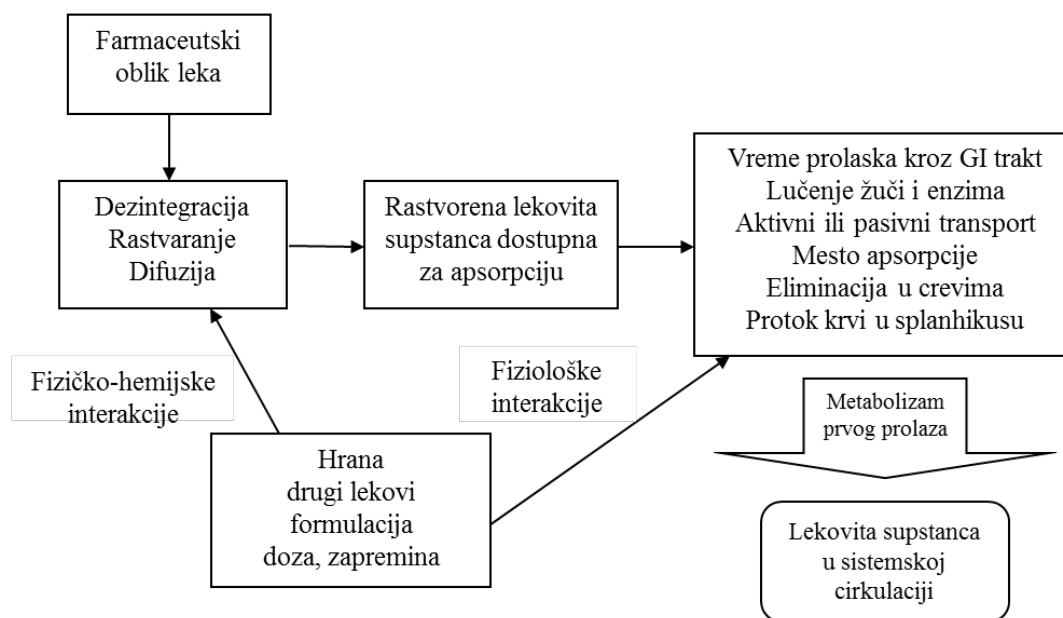 Farmaceutski
oblik leka
Dezintegracija
Rastvaranje
Difuzija
Rastvorena lekovita
supstanca dostupna
za apsorpciju
Vreme prolaska kroz GI trakt
Lučenje žuči i enzima
Aktivni ili pasivni transport
Mesto apsorpcije
Eliminacija u crevima
Protok krvi u splanhikusu
Fizičko-hemijske
interakcije
Fiziološke
interakcije
Hrana
drugi lekovi
formulacija
doza, zapremina
Metabolizam
prvog prolaza
Lekovita supstanca
u sistemskoj
cirkulaciji